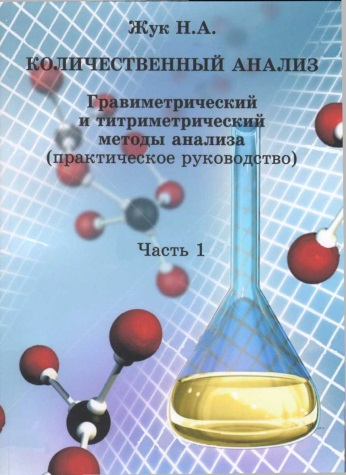 Жук Н.А.
КОЛИЧЕСТВЕННЫЙ АНАЛИЗ
Гравиметрический
и титриметрический
методы анализа
(практическое руководство)
Часть 1